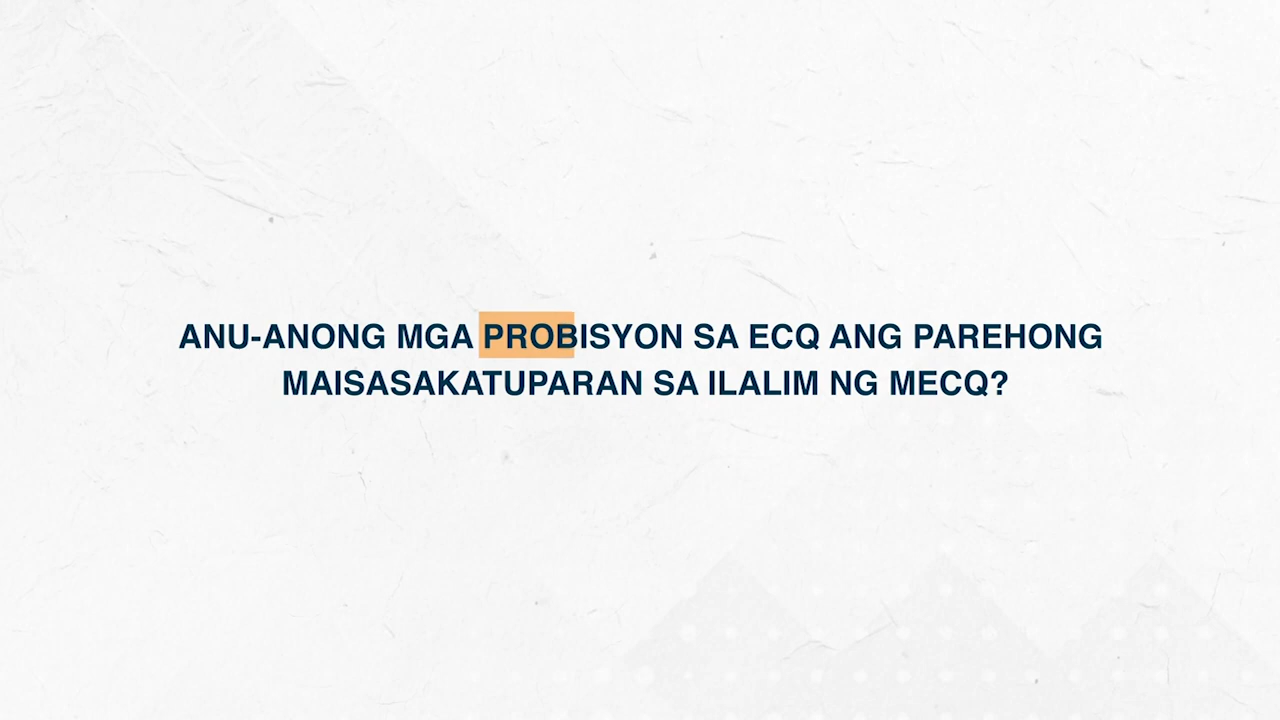 ANU-ANONG MGA PROBISYON SA ECQ ANG PAREHONG
MAISASAKATUPARAN SA ILALIM NG MECQ?